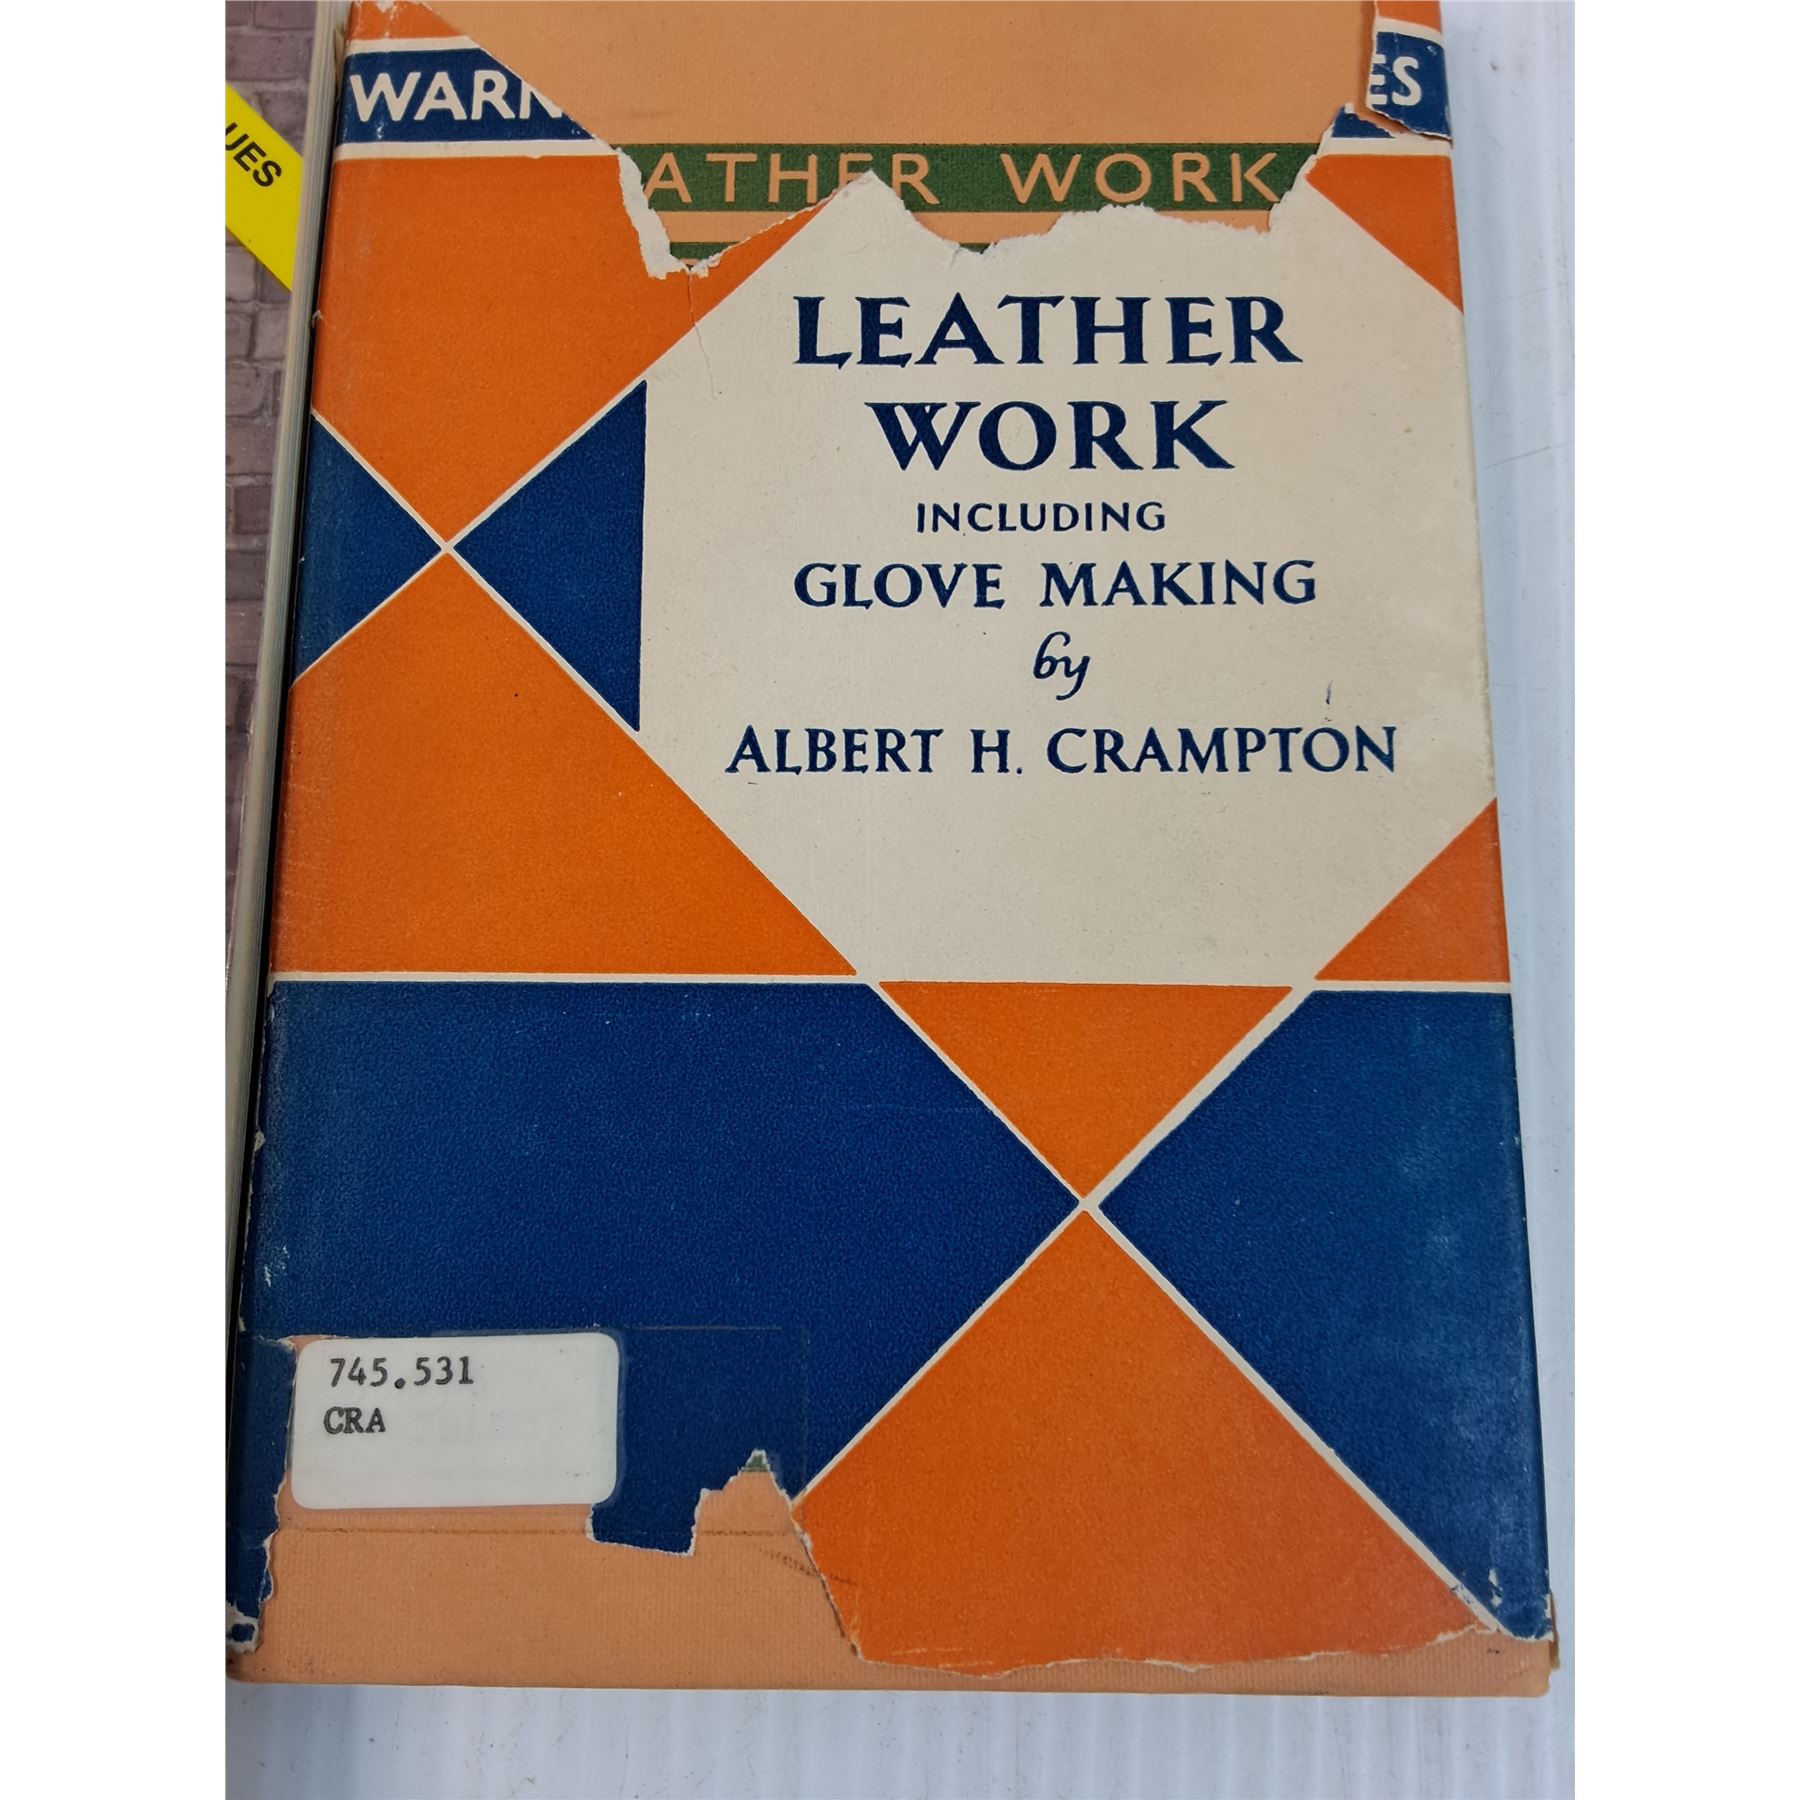 WARN
ES
UES
ATHER WORK
LEATHER
WORK
INCLUDING
GLOVE MAKING
by
ALBERT H. CRAMPTON
745.531
CRA